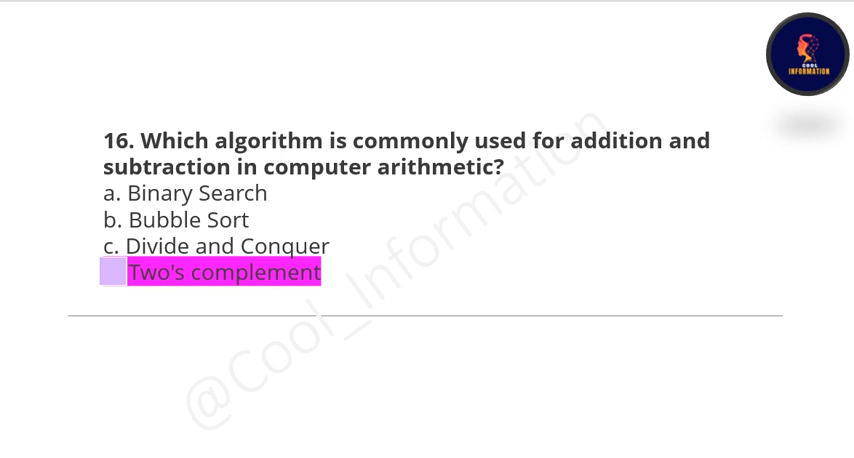 COOL
INFORMATION
16. Which algorithm is commonly used for addition and
subtraction in computer arithmetic?
a. Binary Search
b. Bubble Sort
c. Divide and Conquer
Two's complement
@Cool_Information